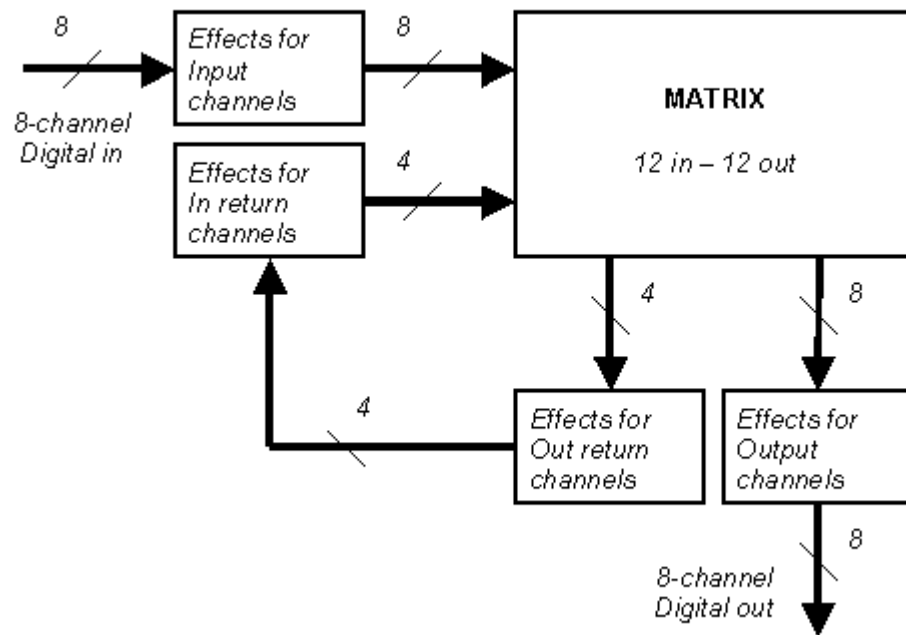 8
Effects for
Input
channels
8
8-channel
Digital in
MATRIX
12 in – 12 out
Effects for
In return
channels
4
4
8
4
Effects for
Out return
channels
Effects for
Output
channels
8
8-channel
Digital out